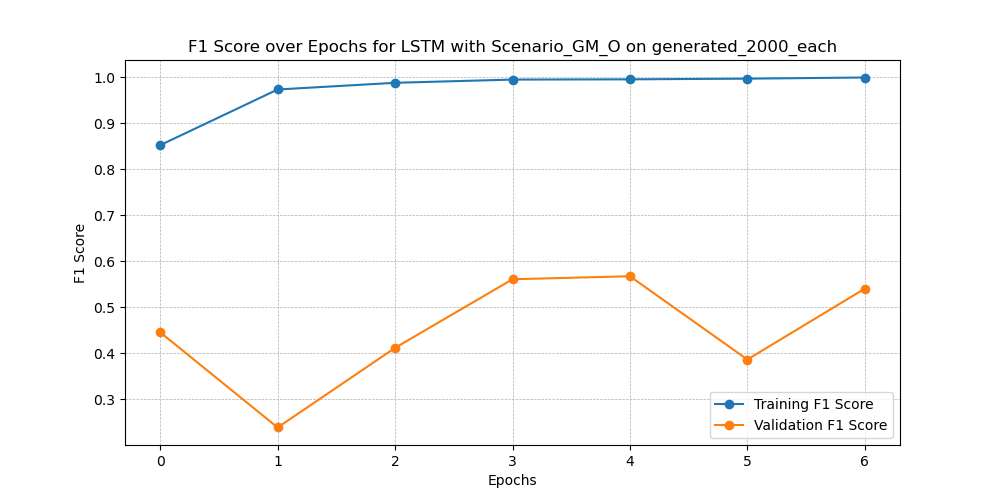 F1 Score over Epochs for LSTM with Scenario_GM_O on generated_2000_each
F1 Score
1.0
0.9
0.8
0.7
0.6
0.5
0.4
0.3
Training F1 Score
Validation F1 Score
0 1 2 3 4 5 6
Epochs